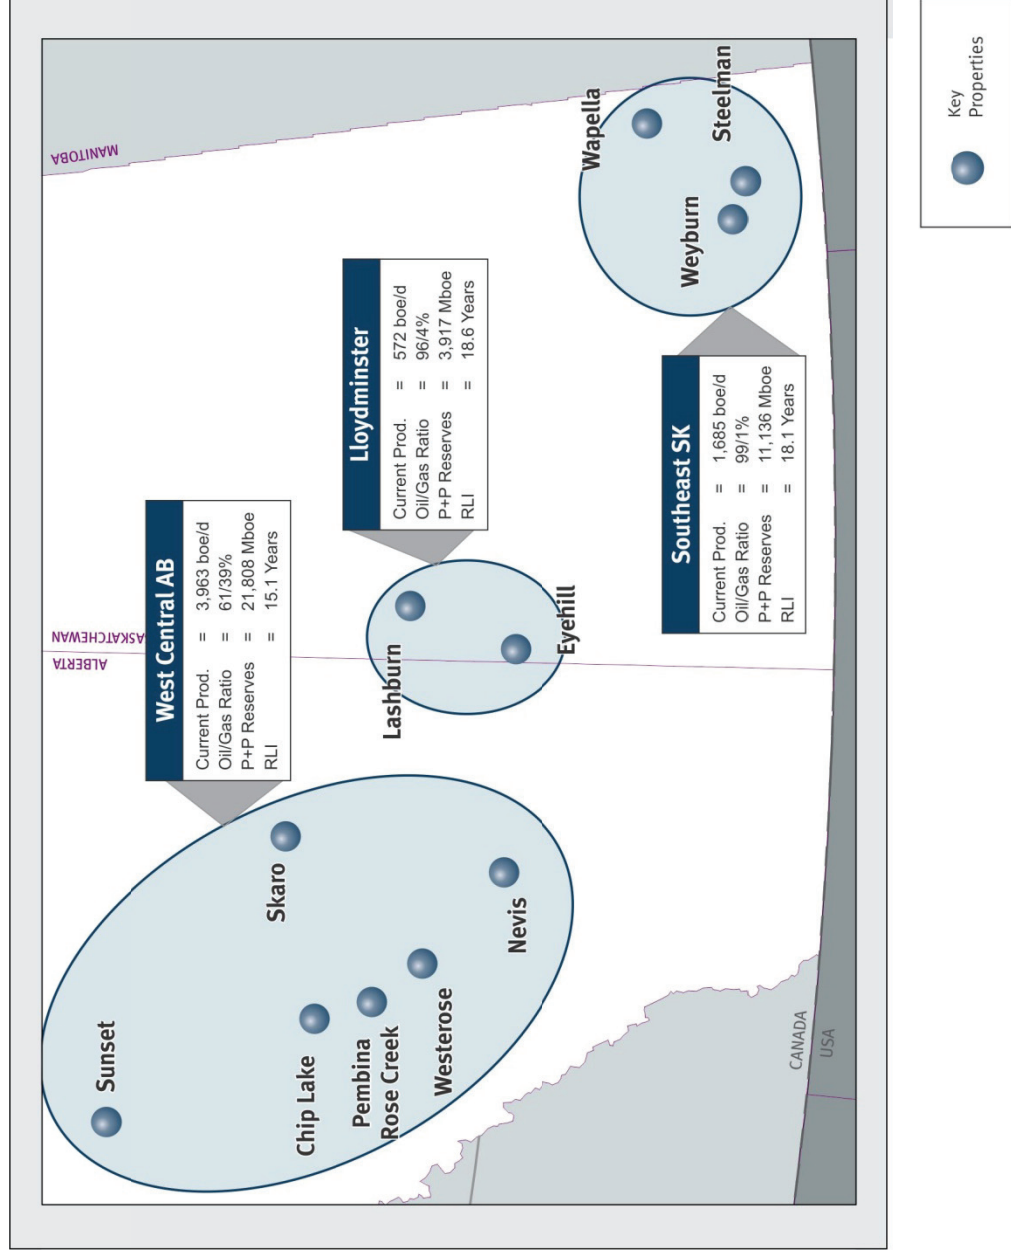 ALBERTA
ASKATCHEWAN
MANITOBA
Sunset
West Central AB
Current Prod. = 3,963 boe/d
Oil/Gas Ratio = 61/39%
P+P Reserves = 21,808 Mboe
RLI = 15.1 Years
Skaro
Chip Lake
Pembina
Rose Creek
Westerose
Nevis
Lloydminster
Current Prod. = 572 boe/d
Oil/Gas Ratio = 96/4%
P+P Reserves = 3,917 Mboe
RLI = 18.6 Years
Lashburn
Eyehill
Wapella
Weyburn
Steelman
Southeast SK
Current Prod. = 1,685 boe/d
Oil/Gas Ratio = 99/1%
P+P Reserves = 11,136 Mboe
RLI = 18.1 Years
CANADA
USA
Key
Properties